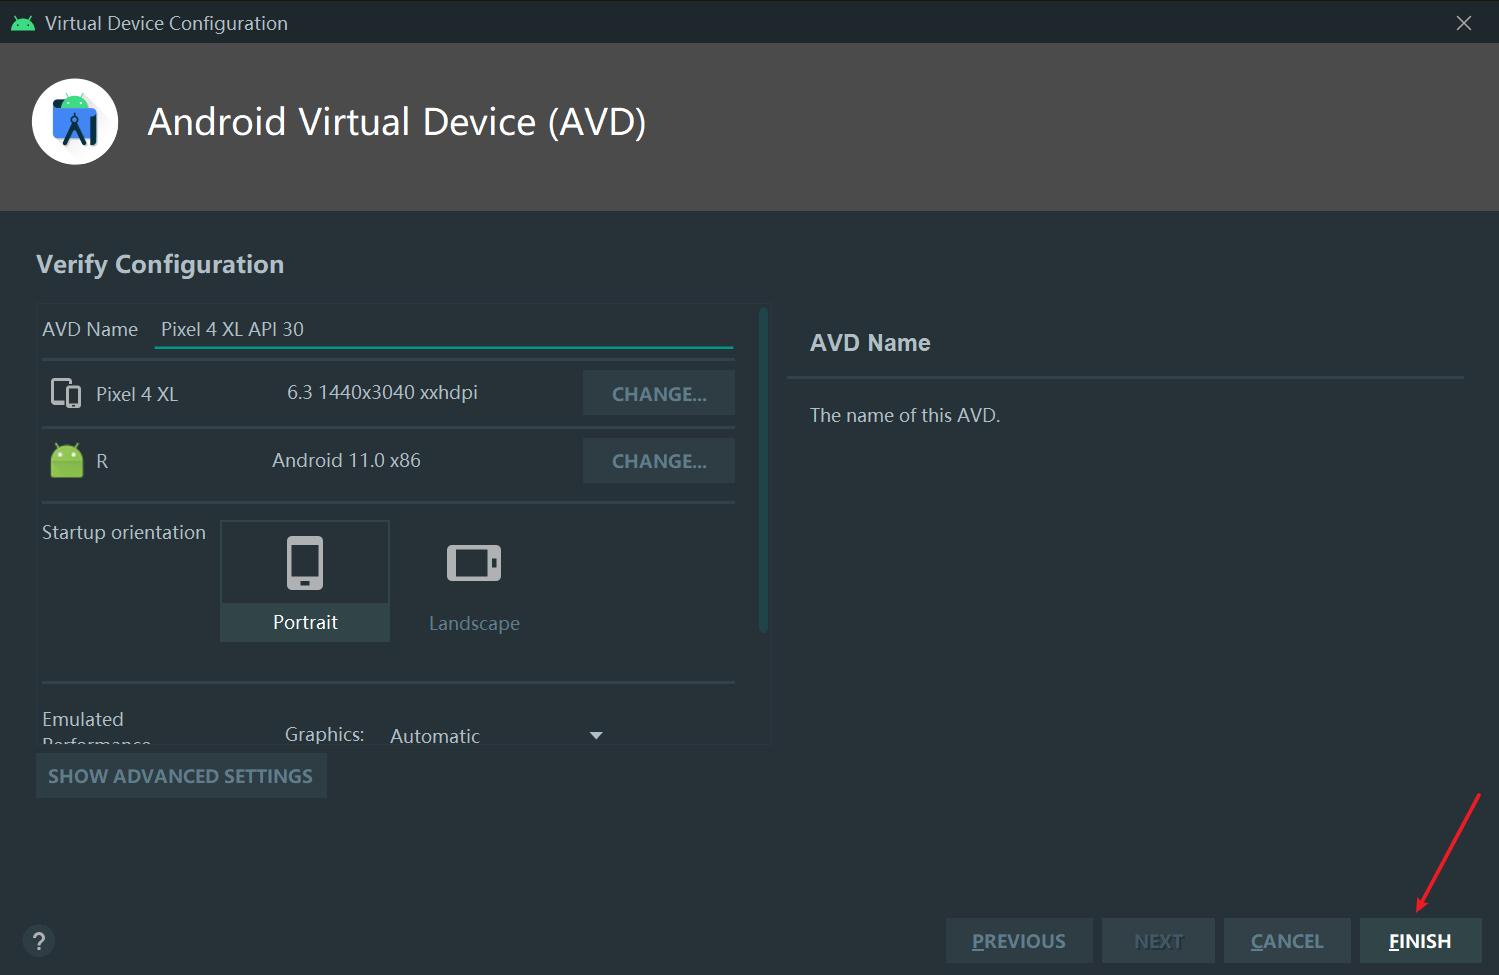 Virtual Device Configuration
Android Virtual Device (AVD)
Verify Configuration
AVD Name Pixel 4 XL API 30
Pixel 4 XL 6.3 1440x3040 xxhdpi CHANGE...
R Android 11.0 x86 CHANGE...
Startup orientation
Portrait Landscape
Emulated
Performance
Graphics: Automatic
SHOW ADVANCED SETTINGS
AVD Name
The name of this AVD.
?
PREVIOUS NEXT CANCEL FINISH